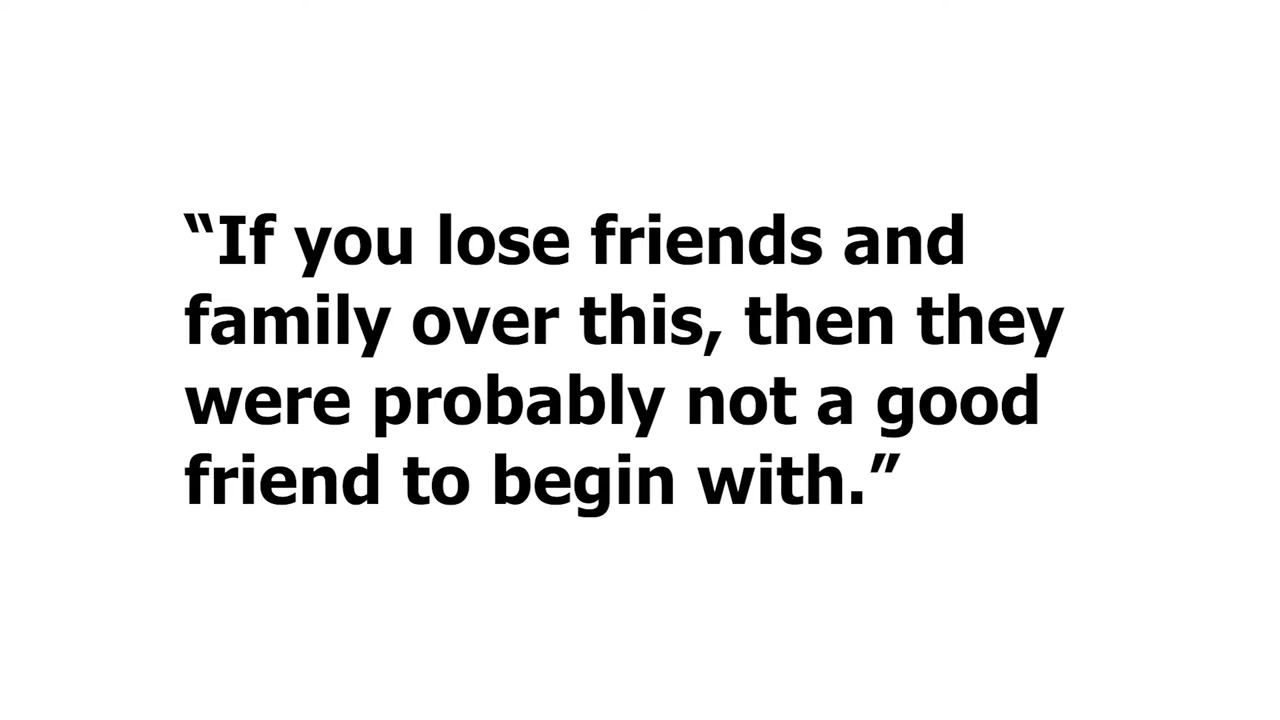 “If you lose friends and
family over this, then they
were probably not a good
friend to begin with.”